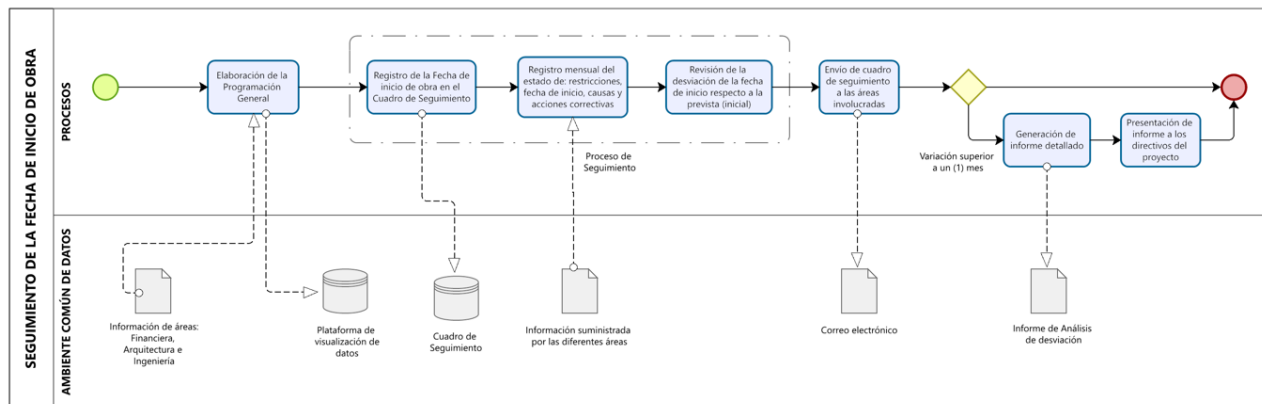 SEGUIMIENTO DE LA FECHA DE INICIO DE OBRA
PROCESOS
Elaboración de la
Programación
General
Registro de la Fecha de
inicio de obra en el
Cuadro de Seguimiento
Registro mensual del
estado de: restricciones,
fecha de inicio, causas y
acciones correctivas
Revisión de la
desviación de la fecha
de inicio respecto a la
prevista (inicial)
Envío de cuadro
de seguimiento
a las áreas
involucradas
Proceso de
Seguimiento
Variación superior
a un (1) mes
Generación de
informe detallado
Presentación de
informe a los
directivos del
proyecto
AMBIENTE COMÚN DE DATOS
Información de áreas:
Financiera,
Arquitectura e
Ingeniería
Plataforma de
visualización de
datos
Cuadro de
Seguimiento
Información suministrada
por las diferentes áreas
Correo electrónico
Informe de Análisis
de desviación